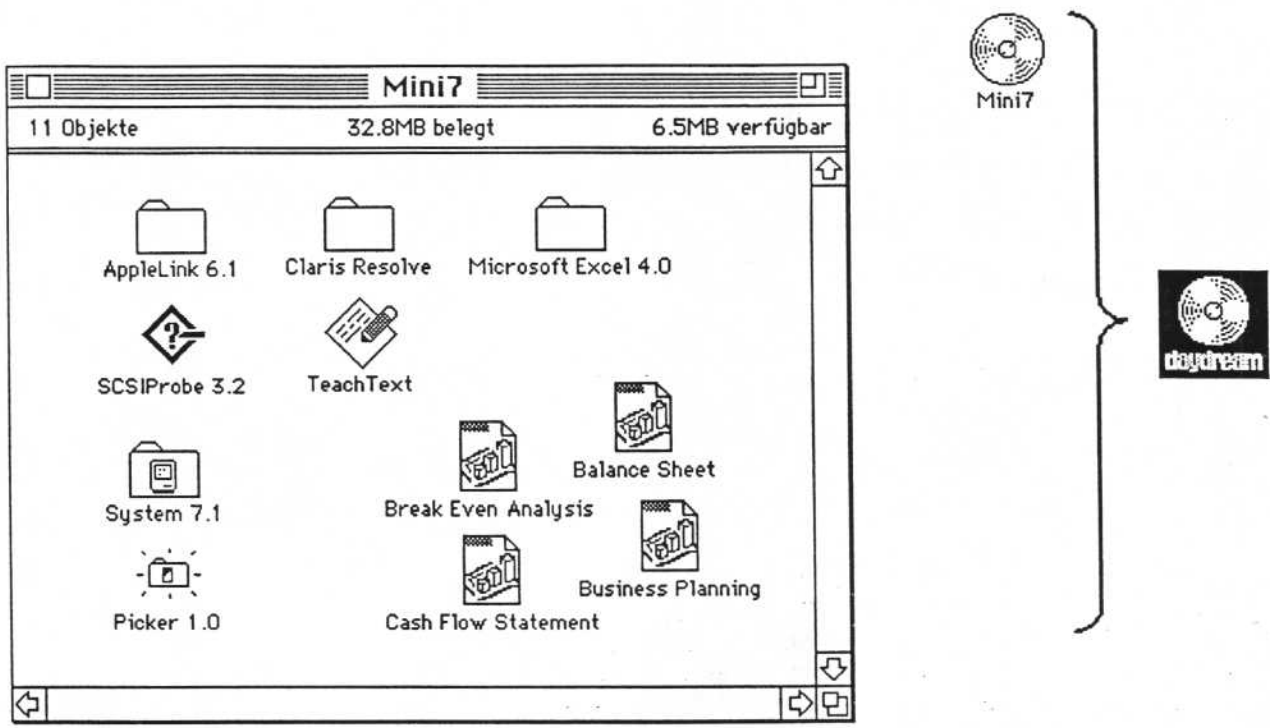 Mini7
11 Objekte 32.8MB belegt 6.5MB verfügbar
AppleLink 6.1 Claris Resolve Microsoft Excel 4.0
SCSIProbe 3.2 TeachText
Balance Sheet
System 7.1 Break Even Analysis
Business Planning
Picker 1.0 Cash Flow Statement
Mini7
daydream